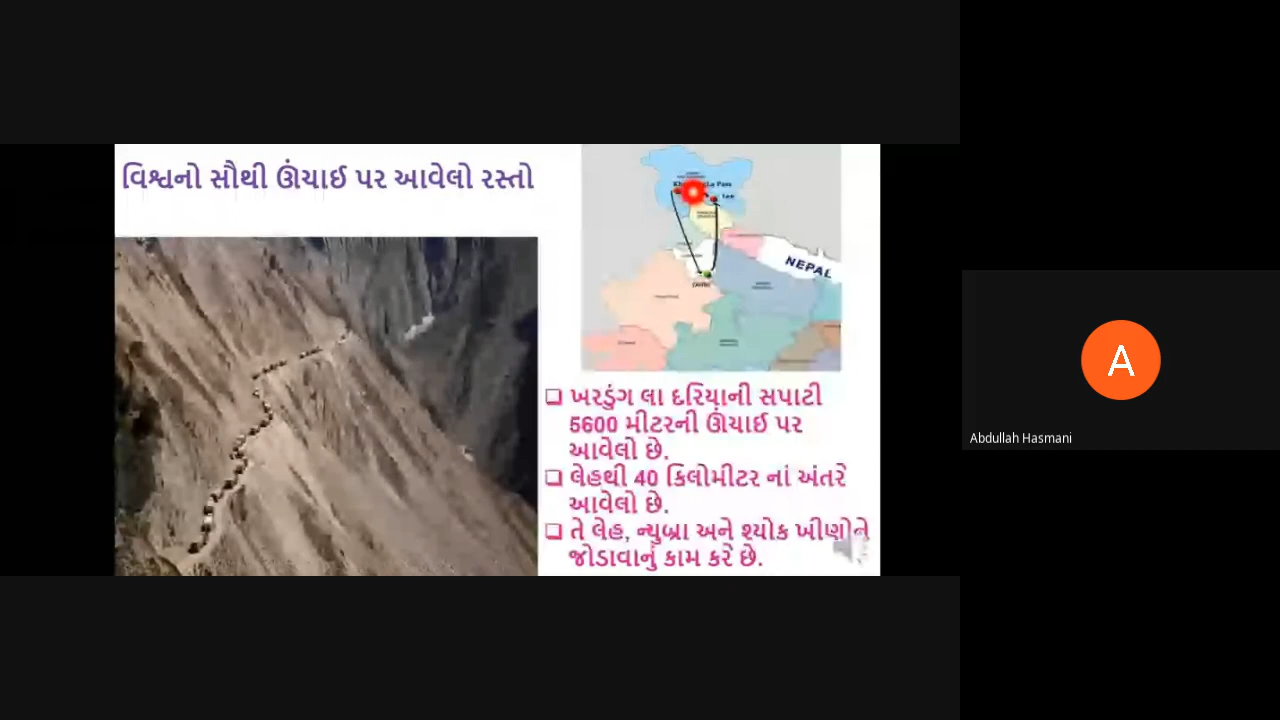 વિશ્વનો સૌથી ઊંચાઈ પર આવેલો રસ્તો
NEPAL
❑ ખરડુંગ લા દરિયાની સપાટી
5600 મીટરની ઊંચાઈ પર
આવેલો છે.
❑ લેહથી 40 કિલોમીટર નાં અંતરે
આવેલો છે.
❑ તે લેહ, ન્યુબ્રા અને શ્યોક ખીણોને
જોડાવાનું કામ કરે છે.
A
Abdullah Hasmani